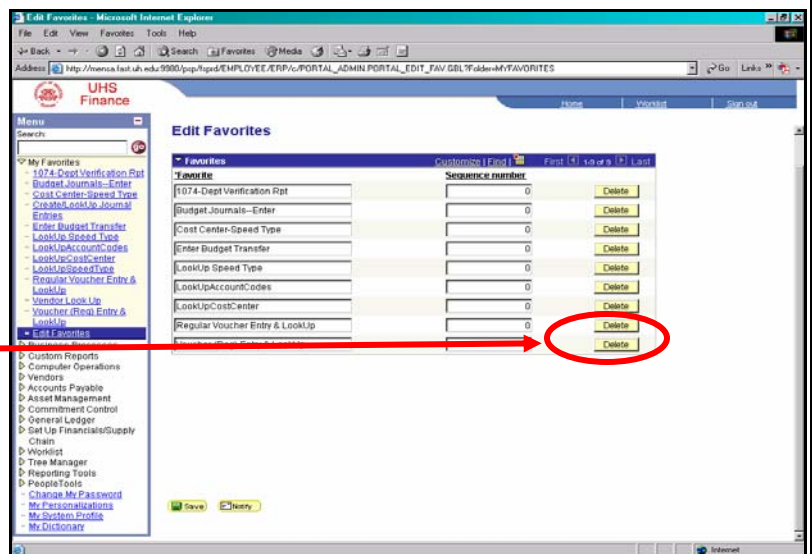 Edit Favorites - Microsoft Internet Explorer
File Edit View Favorites Tools Help
Back Search Favorites Media
Address http://mensa.fast.uh.edu:9980/psp/fsprd/EMPLOYEE/ERP/c/PORTAL_ADMIN.PORTAL_EDIT_FAV.GBL?Folder=MYFAVORITES Go Links »
UHS
Finance
Home Worklist Sign out
Menu
Search:
My Favorites
- 1074-Dept Verification Rpt
- Budget Journals--Enter
- Cost Center-Speed Type
- Create/LookUp Journal
Entries
- Enter Budget Transfer
- LookUp Speed Type
- LookUpAccountCodes
- LookUpCostCenter
- LookUpSpeedType
- Regular Voucher Entry &
LookUp
- Vendor Look Up
- Voucher (Reg) Entry &
LookUp
- Edit Favorites
Custom Reports
Computer Operations
Vendors
Accounts Payable
Asset Management
Commitment Control
General Ledger
Set Up Financials/Supply
Chain
Worklist
Tree Manager
Reporting Tools
PeopleTools
- Change My Password
- My Personalizations
- My System Profile
- My Dictionary
Edit Favorites
Favorites Customize | Find | First 1-9 of 9 Last
*Favorite Sequence number
1074-Dept Verification Rpt 0 Delete
Budget Journals--Enter 0 Delete
Cost Center-Speed Type 0 Delete
Enter Budget Transfer 0 Delete
LookUp Speed Type 0 Delete
LookUpAccountCodes 0 Delete
LookUpCostCenter 0 Delete
Regular Voucher Entry & LookUp 0 Delete
Delete
Save Notify
Internet